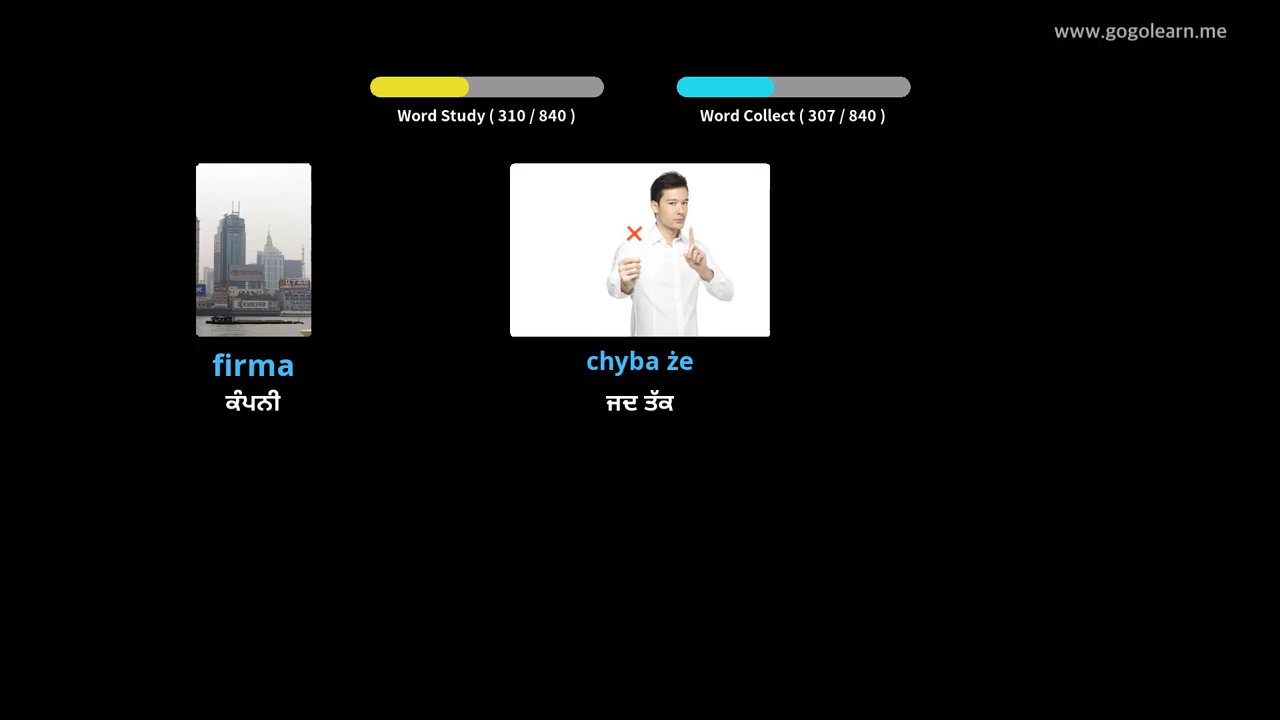 www.gogolearn.me
Word Study ( 310 / 840 )
Word Collect ( 307 / 840 )
firma
ਕੰਪਨੀ
chyba że
ਜਦ ਤੱਕ